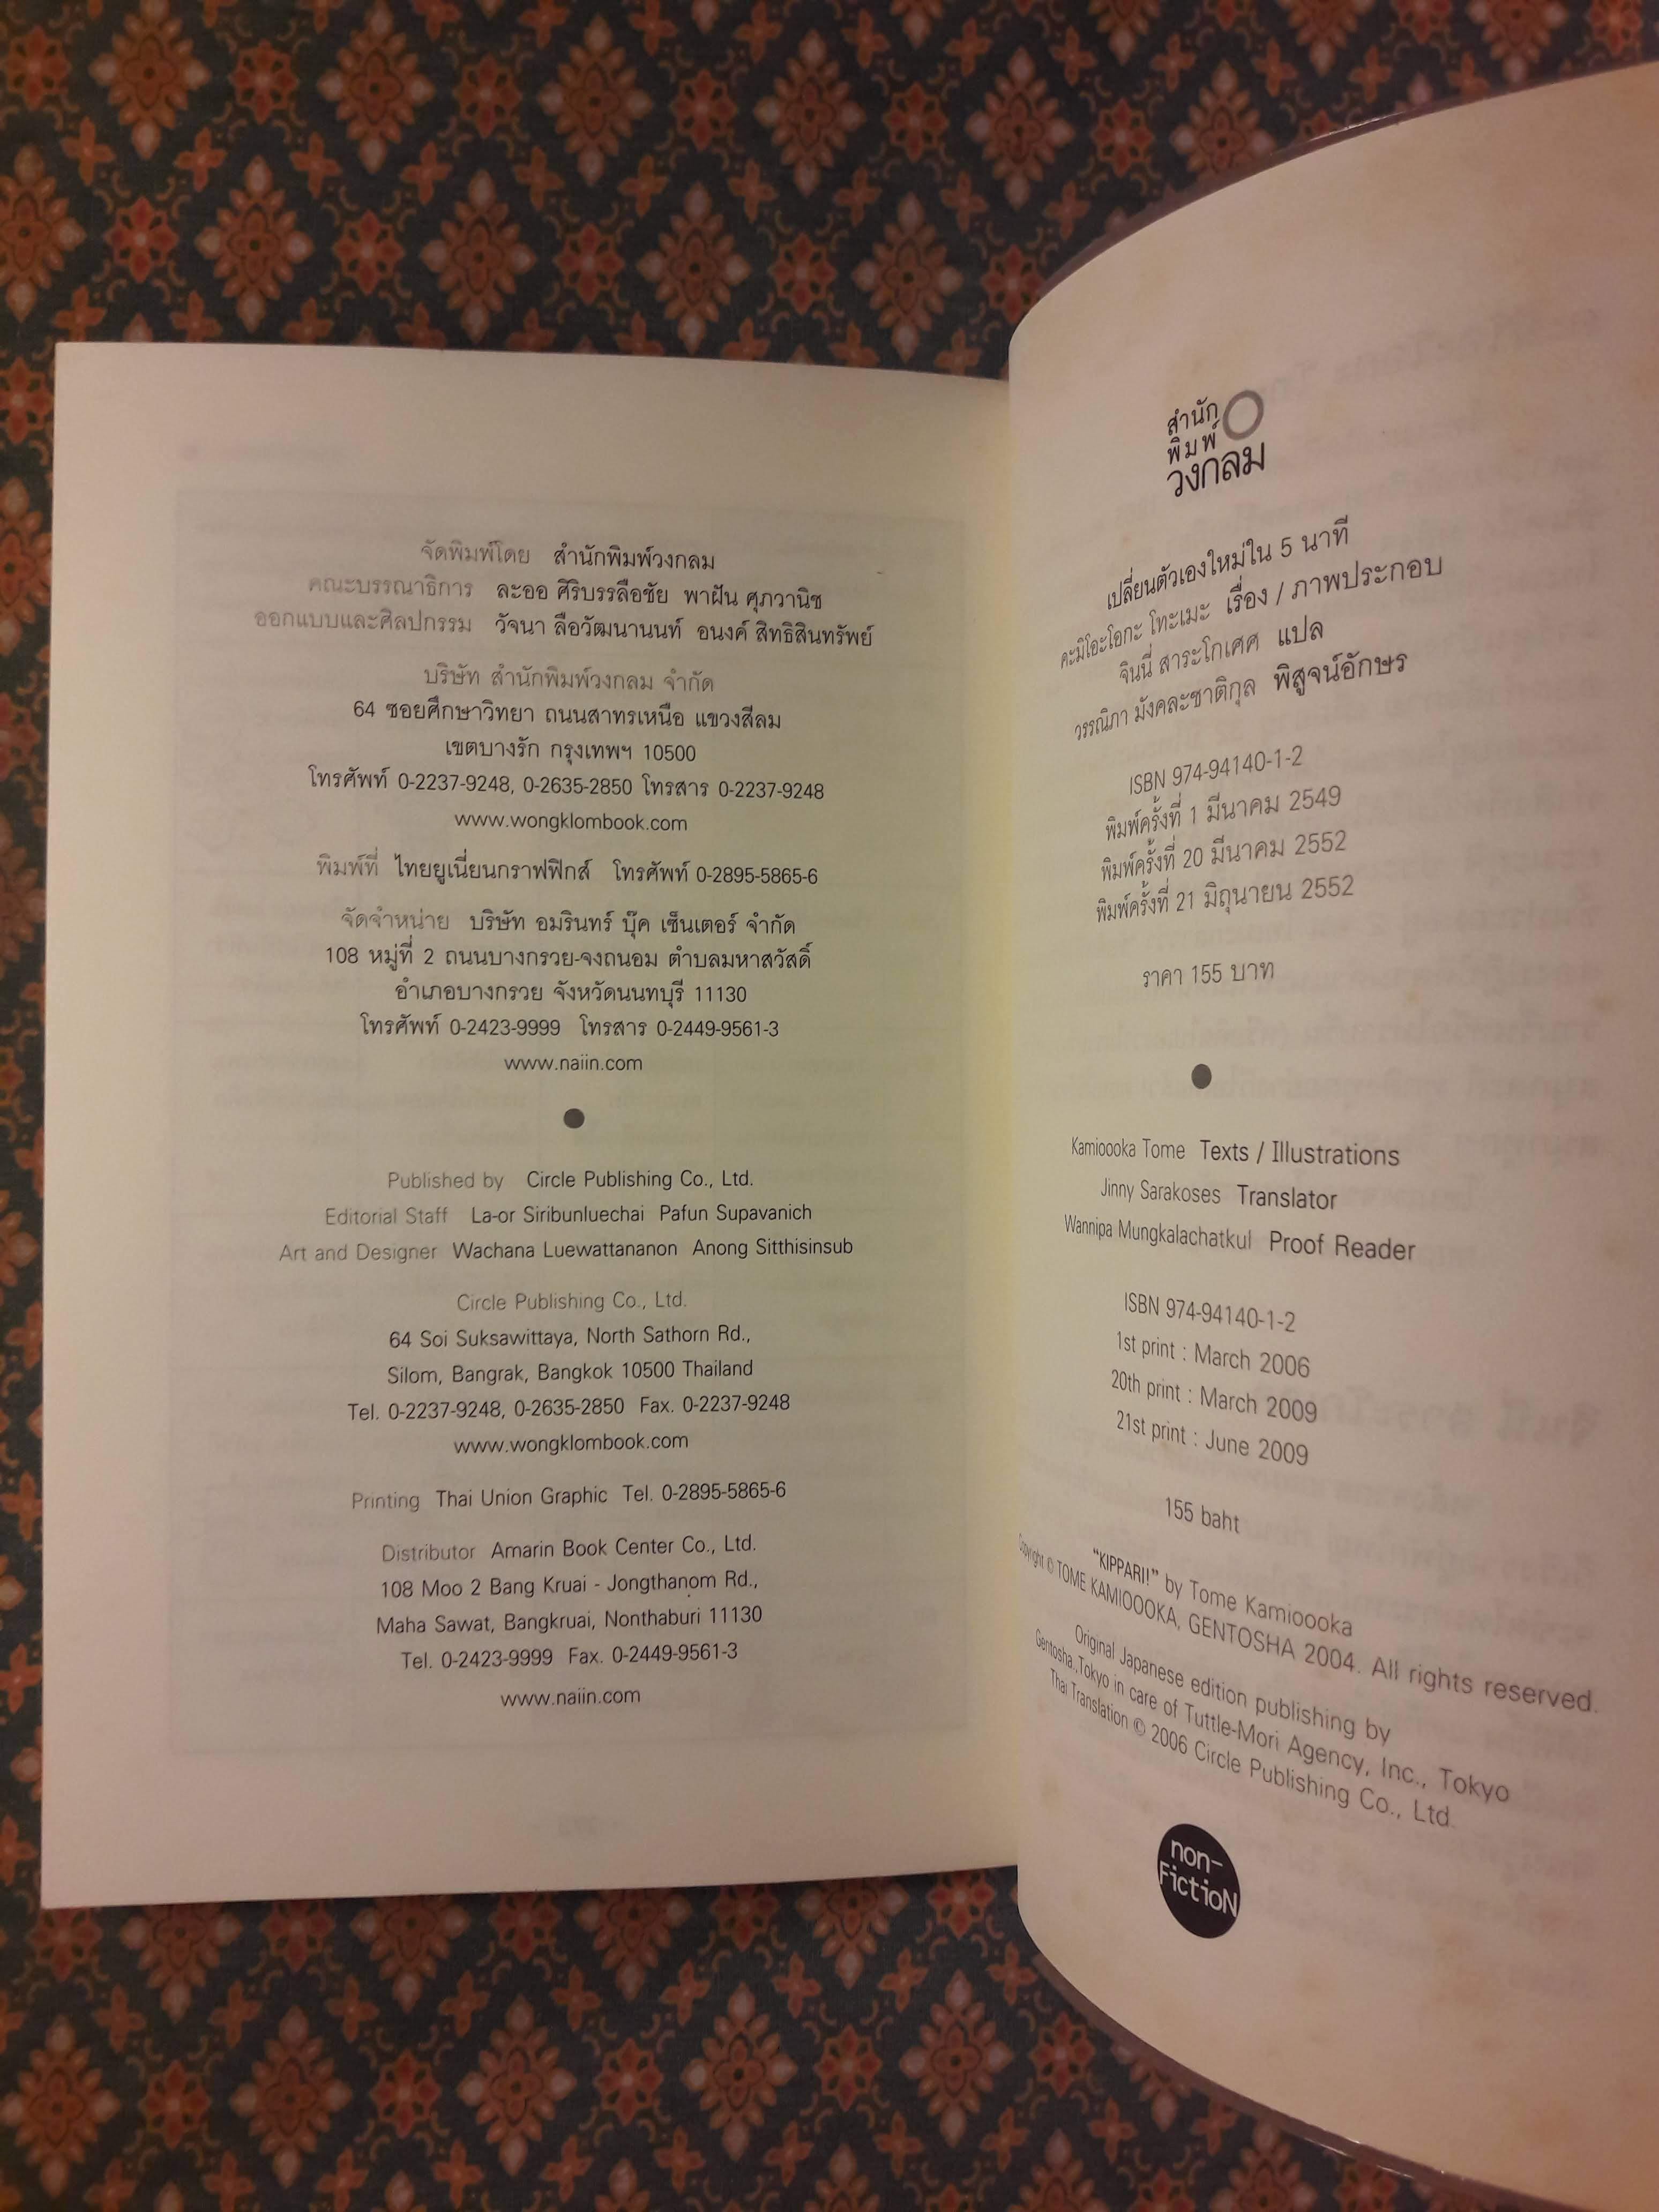 จัดพิมพ์โดย สำนักพิมพ์วงกลม
คณะบรรณาธิการ ละออ ศิริบรรลือชัย พาฝัน ศุภวานิช
ออกแบบและศิลปกรรม วัจนา ลือวัฒนานนท์ อนงค์ สิทธิสินทรัพย์
บริษัท สำนักพิมพ์วงกลม จำกัด
64 ซอยศึกษาวิทยา ถนนสาทรเหนือ แขวงสีลม
เขตบางรัก กรุงเทพฯ 10500
โทรศัพท์ 0-2237-9248, 0-2635-2850 โทรสาร 0-2237-9248
www.wongklombook.com
พิมพ์ที่ ไทยยูเนี่ยนกราฟฟิกส์ โทรศัพท์ 0-2895-5865-6
จัดจำหน่าย บริษัท อมรินทร์ บุ๊ค เซ็นเตอร์ จำกัด
108 หมู่ที่ 2 ถนนบางกรวย-จงถนอม ตำบลมหาสวัสดิ์
อำเภอบางกรวย จังหวัดนนทบุรี 11130
โทรศัพท์ 0-2423-9999 โทรสาร 0-2449-9561-3
www.naiin.com
Published by Circle Publishing Co., Ltd.
Editorial Staff La-or Siribunluechai Pafun Supavanich
Art and Designer Wachana Luewattananon Anong Sitthisinsub
Circle Publishing Co., Ltd.
64 Soi Suksawittaya, North Sathorn Rd.,
Silom, Bangrak, Bangkok 10500 Thailand
Tel. 0-2237-9248, 0-2635-2850 Fax. 0-2237-9248
www.wongklombook.com
Printing Thai Union Graphic Tel. 0-2895-5865-6
Distributor Amarin Book Center Co., Ltd.
108 Moo 2 Bang Kruai - Jongthanom Rd.,
Maha Sawat, Bangkruai, Nonthaburi 11130
Tel. 0-2423-9999 Fax. 0-2449-9561-3
www.naiin.com
สำนัก
พิมพ์
วงกลม
เปลี่ยนตัวเองใหม่ใน 5 นาที
คะมิโอะโอกะ โทะเมะ เรื่อง / ภาพประกอบ
จินนี่ สาระโกเศศ แปล
วรรณิภา มังคละชาติกุล พิสูจน์อักษร
ISBN 974-94140-1-2
พิมพ์ครั้งที่ 1 มีนาคม 2549
พิมพ์ครั้งที่ 20 มีนาคม 2552
พิมพ์ครั้งที่ 21 มิถุนายน 2552
ราคา 155 บาท
Kamioooka Tome Texts / Illustrations
Jinny Sarakoses Translator
Wannipa Mungkalachatkul Proof Reader
ISBN 974-94140-1-2
1st print : March 2006
20th print : March 2009
21st print : June 2009
155 baht
"KIPPARI!" by Tome Kamioooka
Copyright © TOME KAMIOOOKA, GENTOSHA 2004. All rights reserved.
Original Japanese edition publishing by
Gentosha.,Tokyo in care of Tuttle-Mori Agency, Inc., Tokyo
Thai Translation © 2006 Circle Publishing Co., Ltd.
non-
FictioN